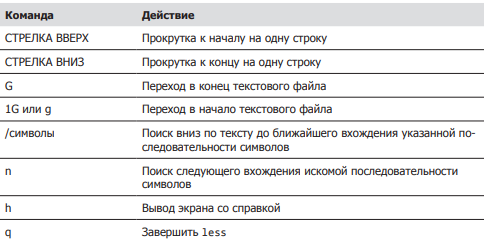 Команда Действие
СТРЕЛКА ВВЕРХ Прокрутка к началу на одну строку
СТРЕЛКА ВНИЗ Прокрутка к концу на одну строку
G Переход в конец текстового файла
1G или g Переход в начало текстового файла
/символы Поиск вниз по тексту до ближайшего вхождения указанной по-
следовательности символов
n Поиск следующего вхождения искомой последовательности
символов
h Вывод экрана со справкой
q Завершить less